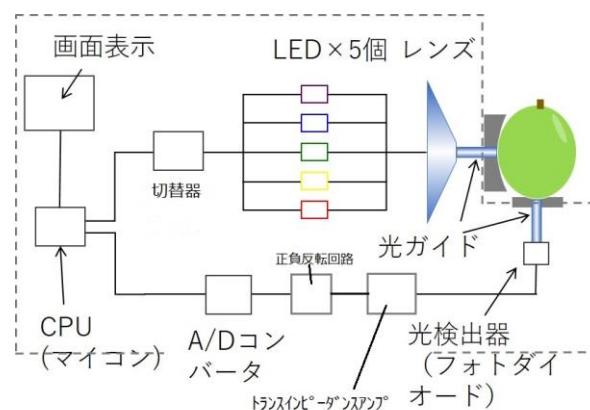 画面表示
LED×5個 レンズ
切替器
光ガイド
正負反転回路
CPU
(マイコン)
A/Dコン
バータ
光検出器
(フォトダイ
オード)
トランスインピーダンスアンプ